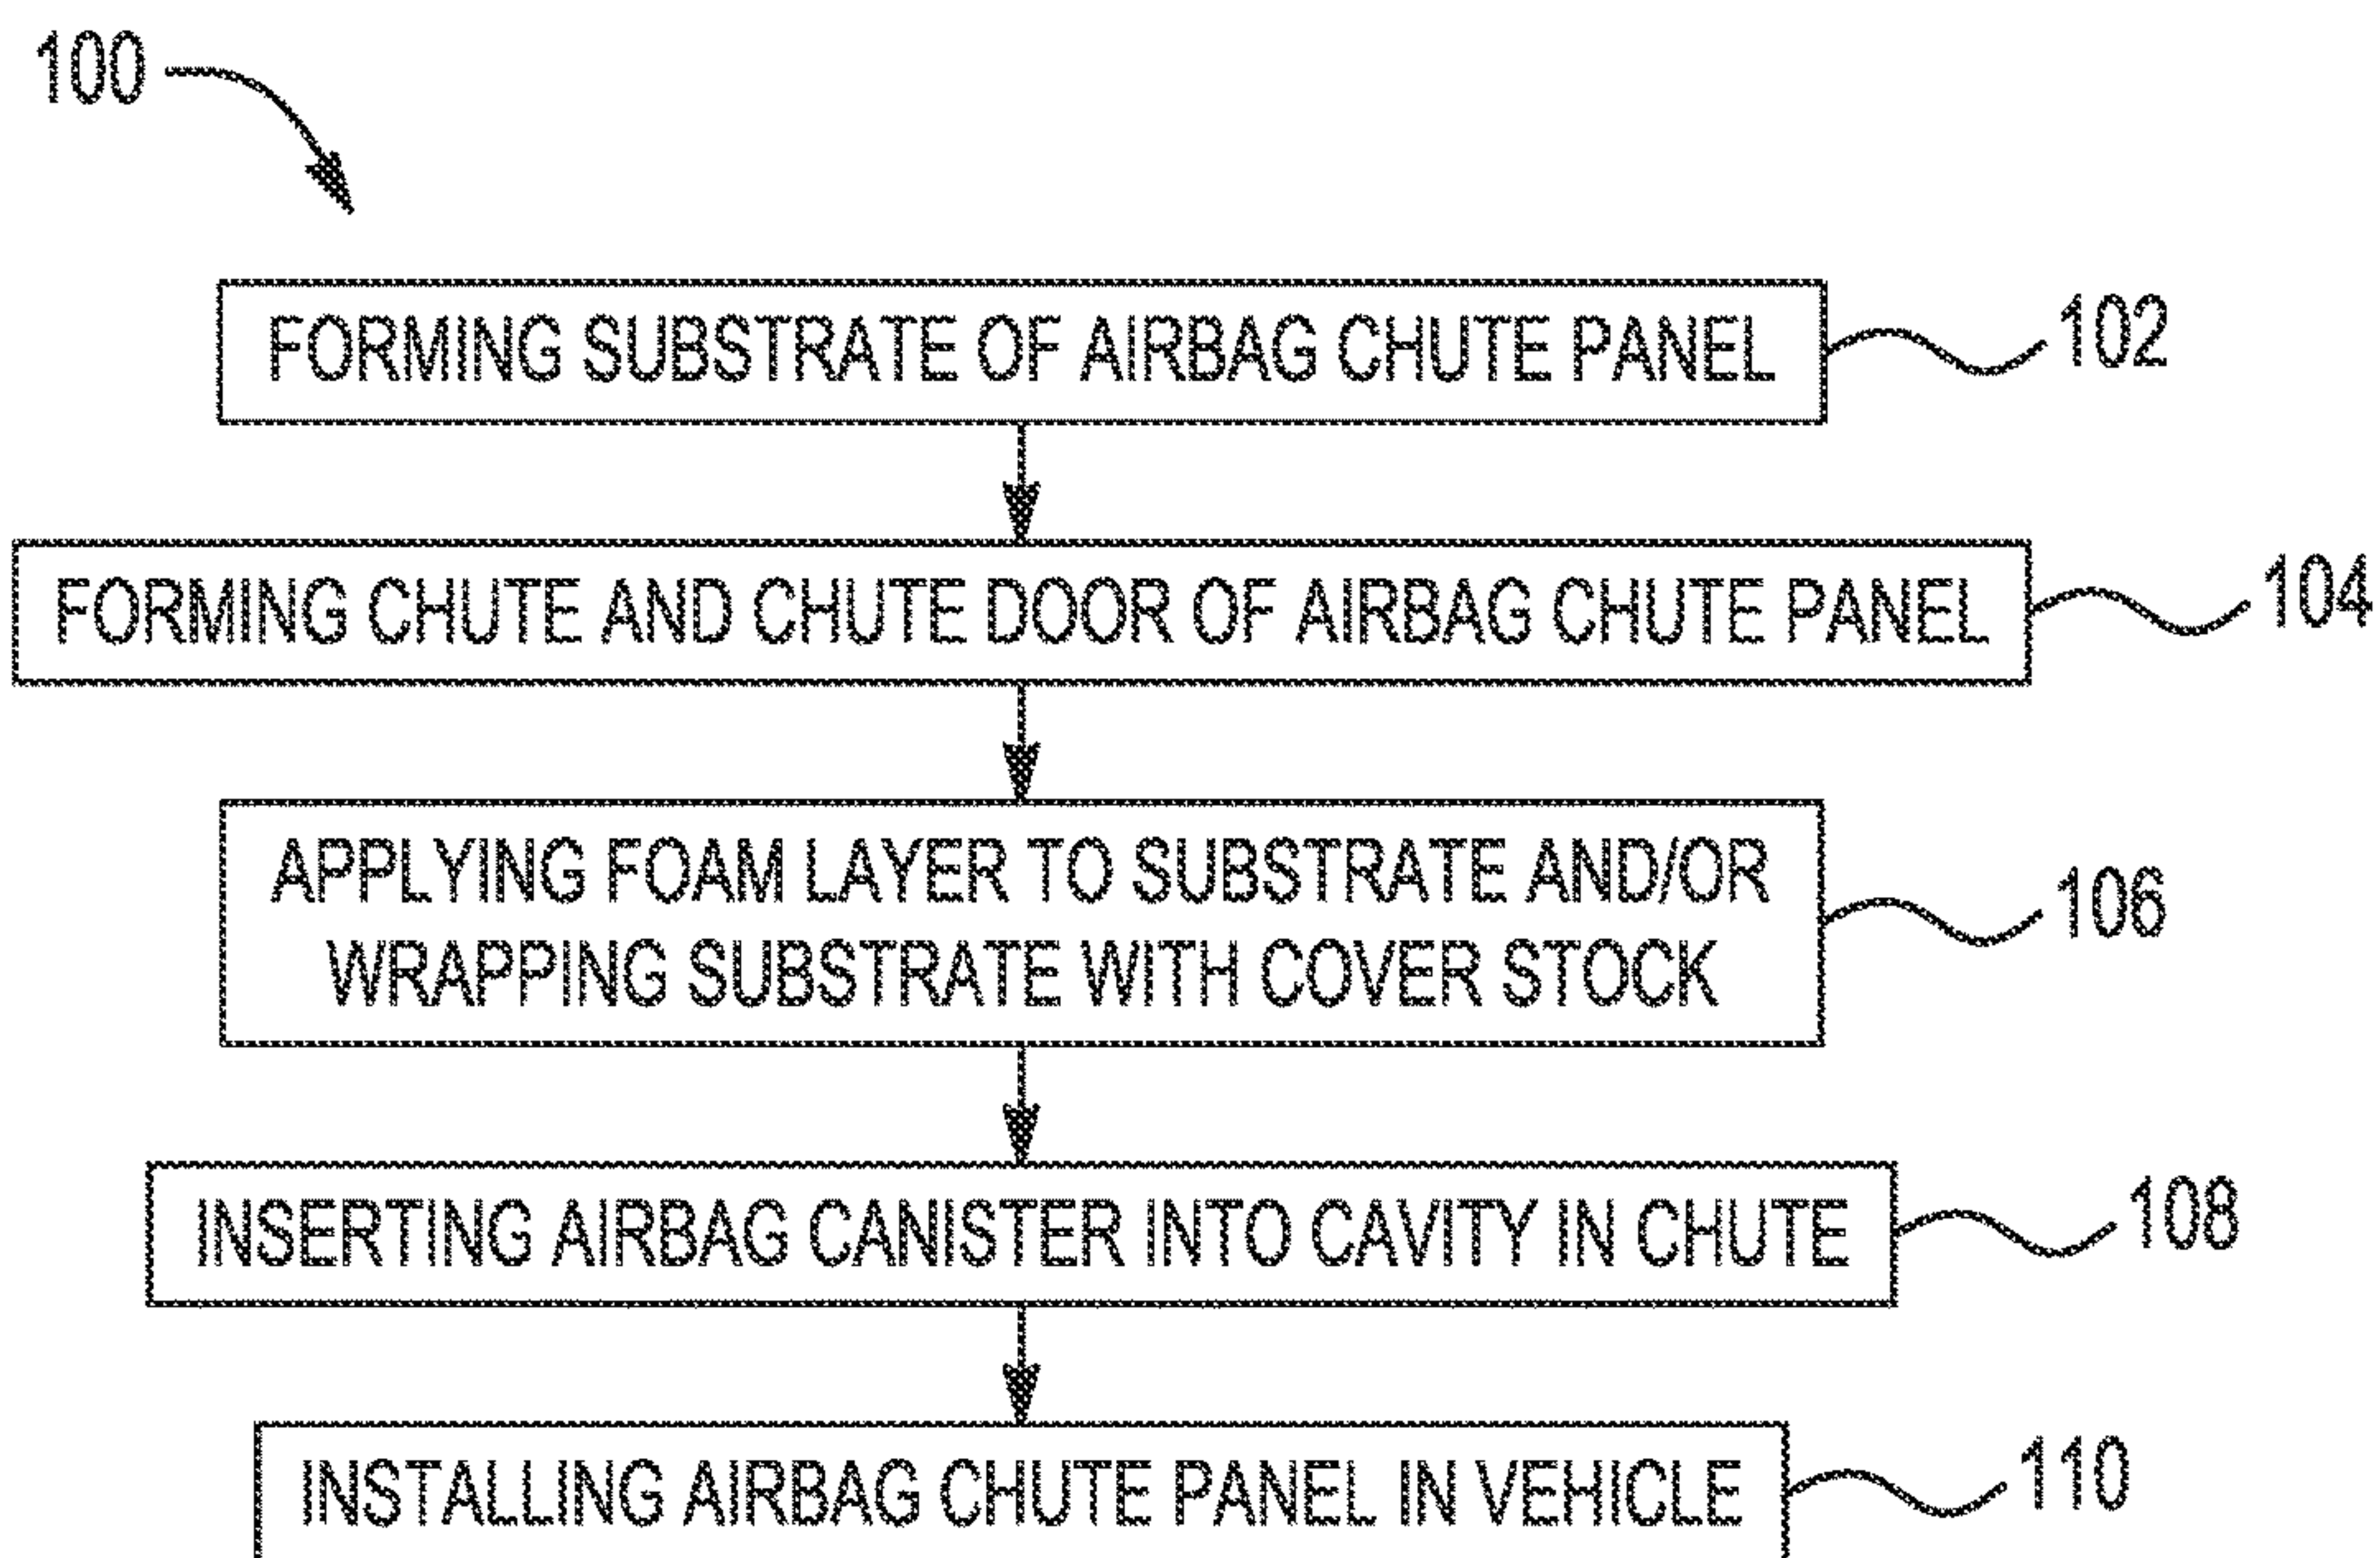 100
FORMING SUBSTRATE OF AIRBAG CHUTE PANEL 102
FORMING CHUTE AND CHUTE DOOR OF AIRBAG CHUTE PANEL 104
APPLYING FOAM LAYER TO SUBSTRATE AND/OR
WRAPPING SUBSTRATE WITH COVER STOCK
106
INSERTING AIRBAG CANISTER INTO CAVITY IN CHUTE 108
INSTALLING AIRBAG CHUTE PANEL IN VEHICLE 110